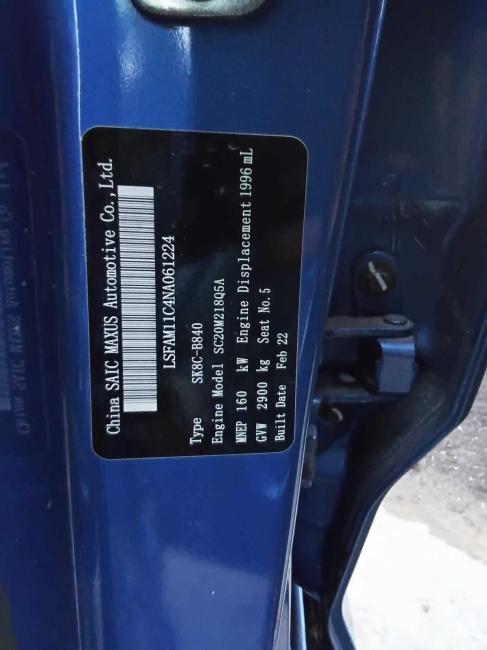 China SAIC MAXUS Automotive Co.,Ltd.
LSFAM11C4NA061224
Type SK8C-B840
Engine Model SC20M218Q5A
MNEP 160 kW Engine Displacement 1996 mL
GVW 2900 kg Seat No. 5
Built Date Feb 22